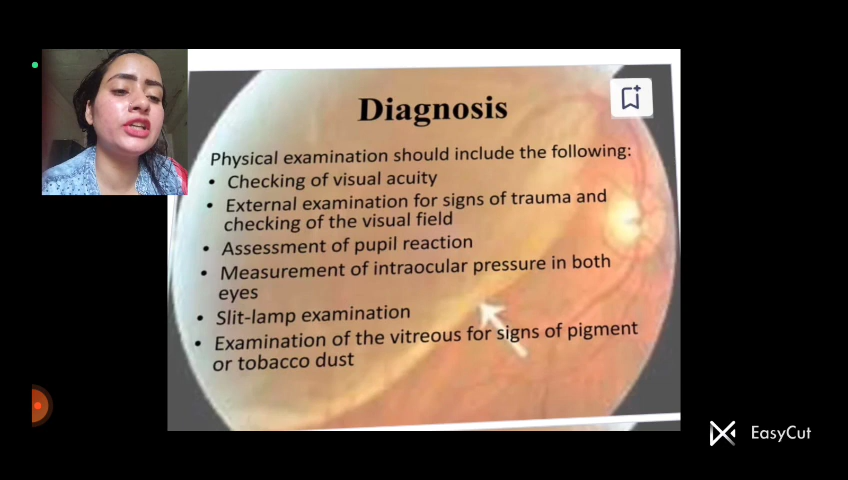 Diagnosis
Physical examination should include the following:
• Checking of visual acuity
• External examination for signs of trauma and
checking of the visual field
• Assessment of pupil reaction
• Measurement of intraocular pressure in both
eyes
• Slit-lamp examination
• Examination of the vitreous for signs of pigment
or tobacco dust
EasyCut